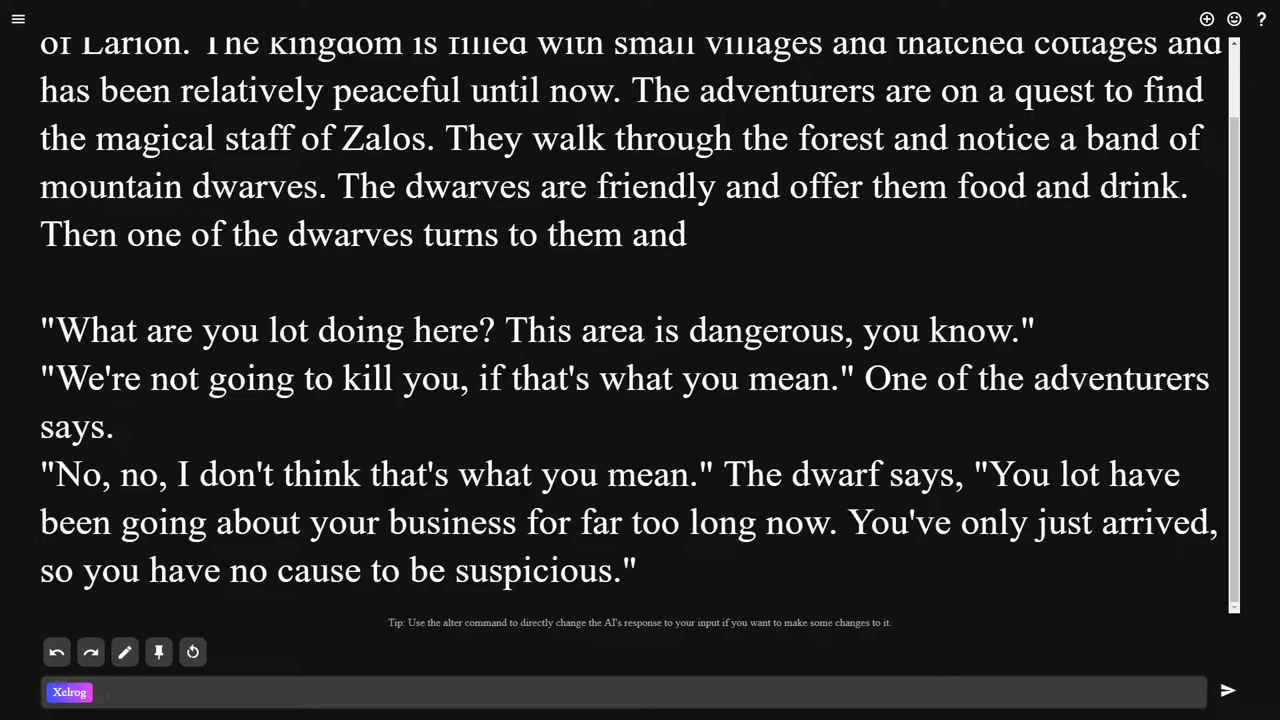 of Larion. The kingdom is filled with small villages and thatched cottages and
has been relatively peaceful until now. The adventurers are on a quest to find
the magical staff of Zalos. They walk through the forest and notice a band of
mountain dwarves. The dwarves are friendly and offer them food and drink.
Then one of the dwarves turns to them and
"What are you lot doing here? This area is dangerous, you know."
"We're not going to kill you, if that's what you mean." One of the adventurers
says.
"No, no, I don't think that's what you mean." The dwarf says, "You lot have
been going about your business for far too long now. You've only just arrived,
so you have no cause to be suspicious."
Tip: Use the alter command to directly change the AI's response to your input if you want to make some changes to it.
Xelrog